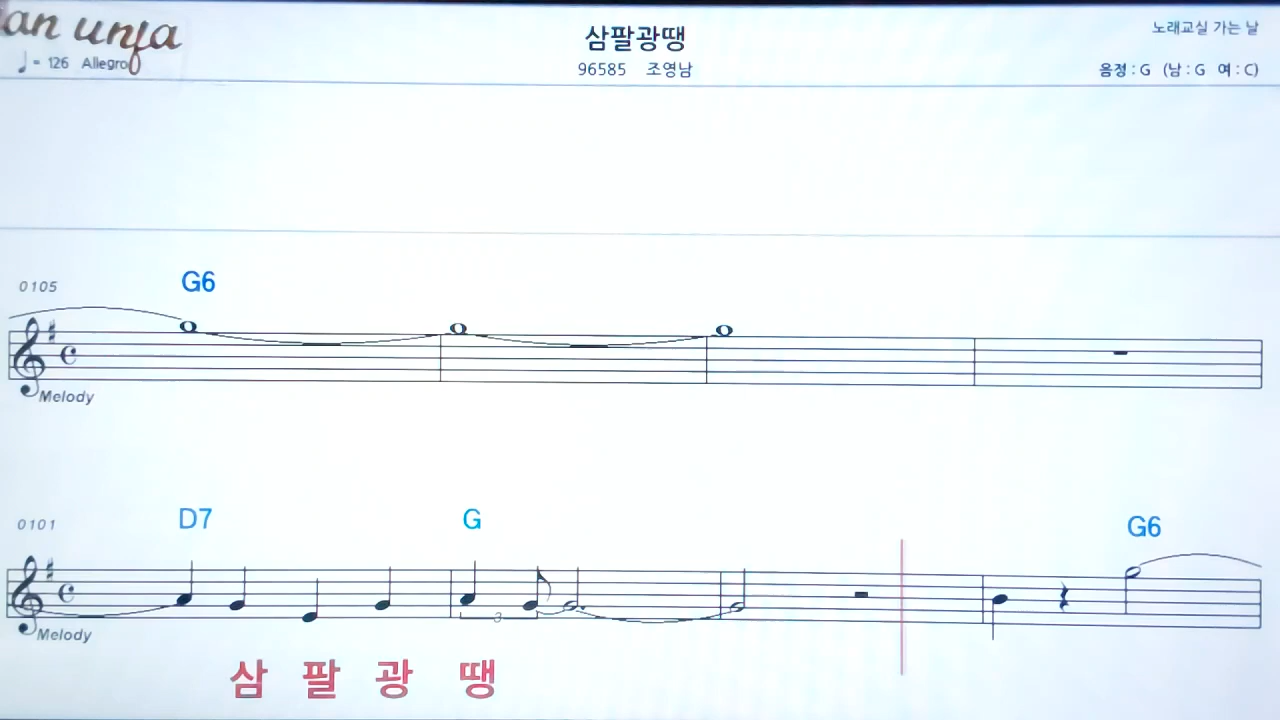 an unja
♩= 126 Allegro
삼팔광땡
96585 조영남
노래교실 가는 날
음정 : G (남 : G 여 : C)
0105
G6
Melody
0101
D7 G G6
3
Melody
삼 팔 광 땡